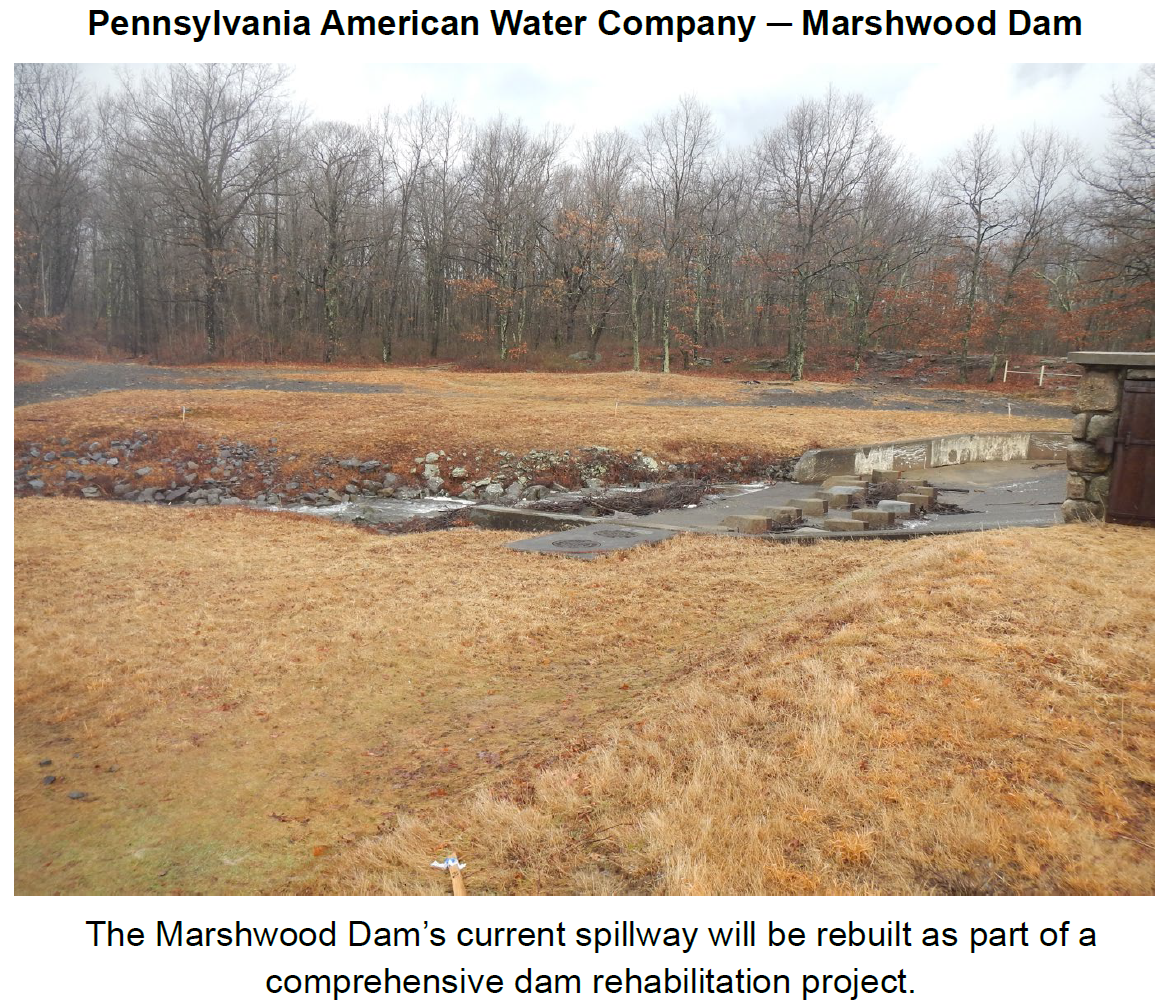 Pennsylvania American Water Company ─ Marshwood Dam
The Marshwood Dam’s current spillway will be rebuilt as part of a
comprehensive dam rehabilitation project.